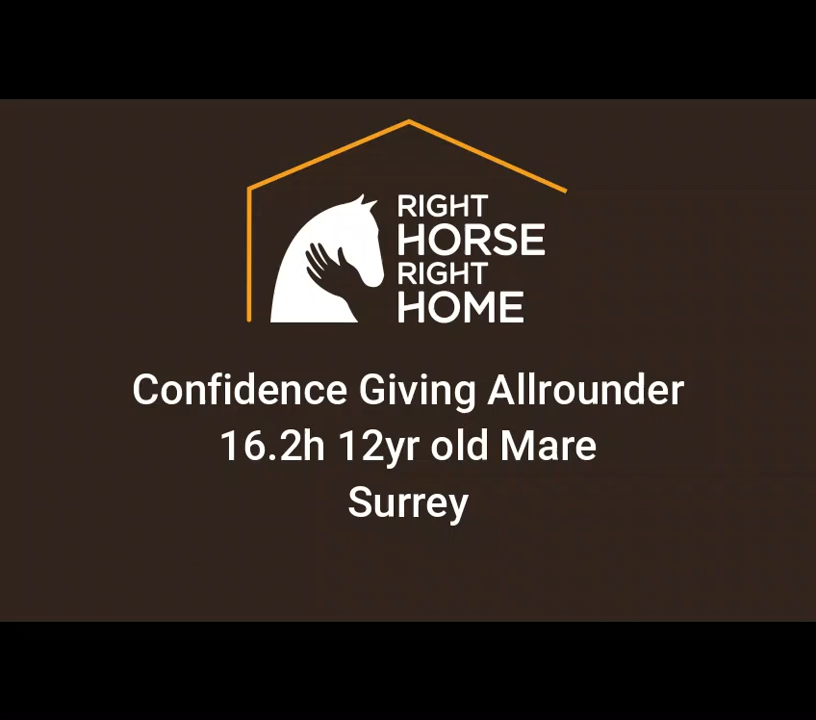 RIGHT
HORSE
RIGHT
HOME
Confidence Giving Allrounder
16.2h 12yr old Mare
Surrey